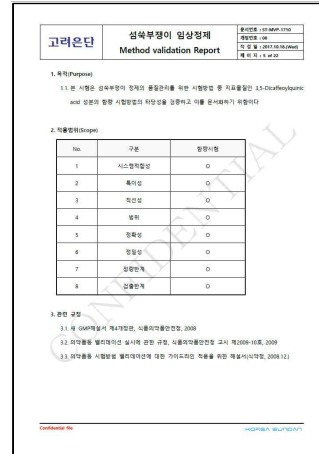 고려은단
섬쑥부쟁이 임상정제
Method validation Report
문서번호 : ST-MVP-1710
개정번호 : 00
작 성 일 : 2017.10.18.(Wed)
페 이 지 : 5 of 22
1. 목적(Purpose)
1.1. 본 시험은 섬쑥부쟁이 정제의 품질관리를 위한 시험방법 중 지표물질인 3,5-Dicaffeoylquinic
acid 성분의 함량 시험방법의 타당성을 검증하고 이를 문서화하기 위함이다
2. 적용범위(Scope)
No. 구분 함량시험
1 시스템적합성 ○
2 특이성 ○
3 직선성 ○
4 범위 ○
5 정확성 ○
6 정밀성 ○
7 정량한계 ○
8 검출한계 ○
CONFIDENTIAL
3. 관련 규정
3.1. 새 GMP해설서 제4개정판, 식품의약품안전청, 2008
3.2. 의약품등 밸리데이션 실시에 관한 규정, 식품의약품안전청 고시 제2009-10호, 2009
3.3. 의약품등 시험방법 밸리데이션에 대한 가이드라인 적용을 위한 해설서(식약청, 2008.12.)
Confidential file
KOREA EUNDAN